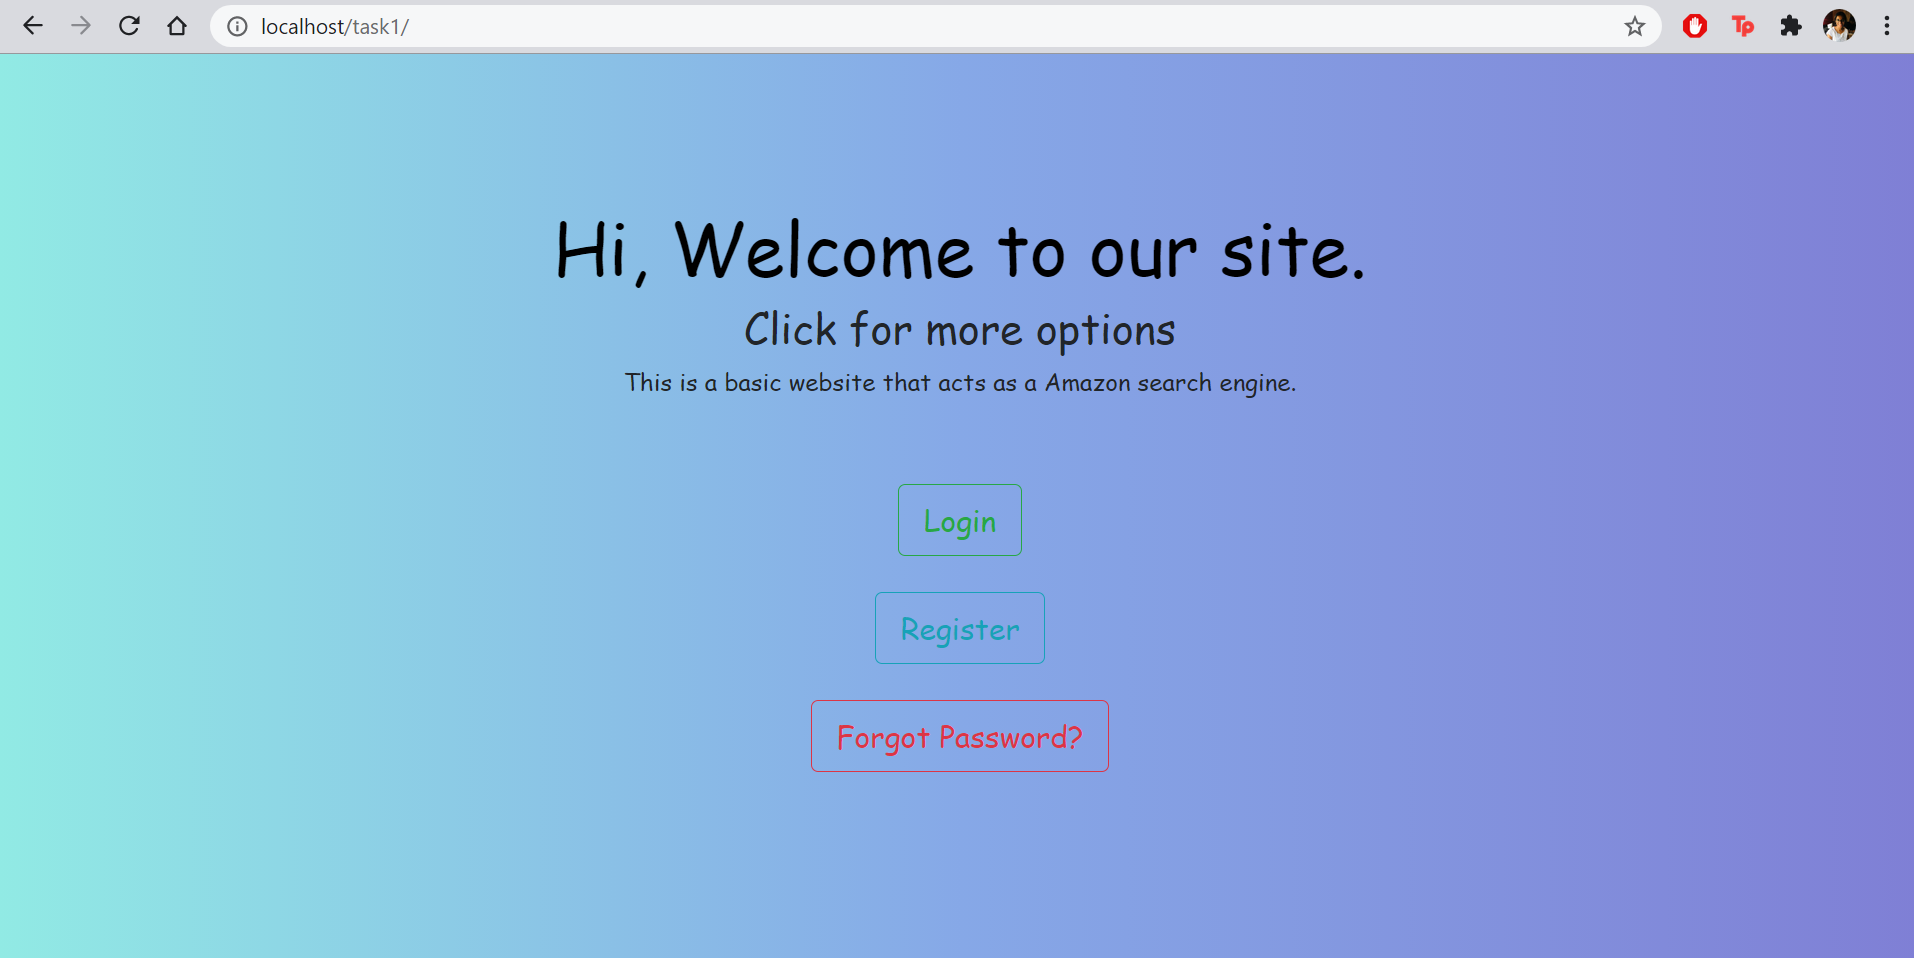 localhost/task1/
Tp
Hi, Welcome to our site.
Click for more options
This is a basic website that acts as a Amazon search engine.
Login
Register
Forgot Password?